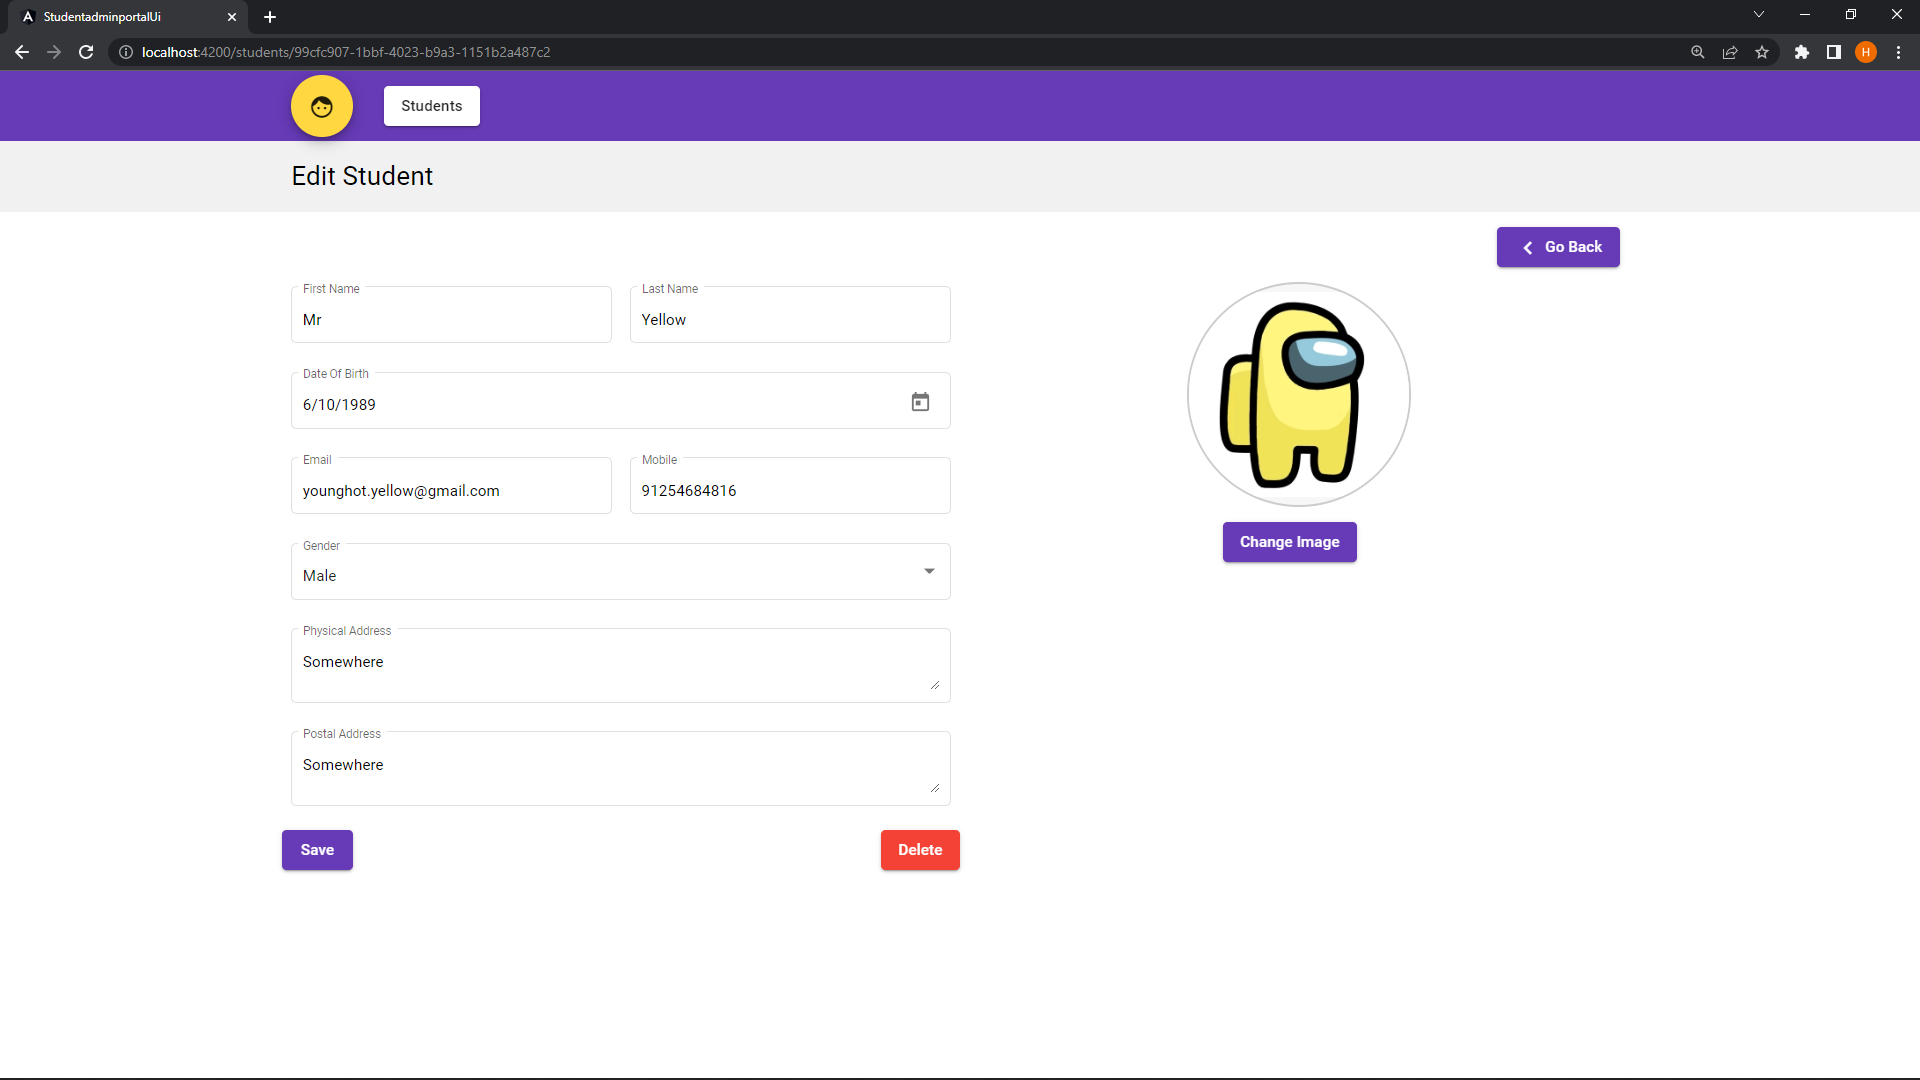 StudentadminportalUi
localhost:4200/students/99cfc907-1bbf-4023-b9a3-1151b2a487c2
H
Students
Edit Student
Go Back
First Name
Mr
Last Name
Yellow
Date Of Birth
6/10/1989
Email
younghot.yellow@gmail.com
Mobile
91254684816
Change Image
Gender
Male
Physical Address
Somewhere
Postal Address
Somewhere
Save
Delete